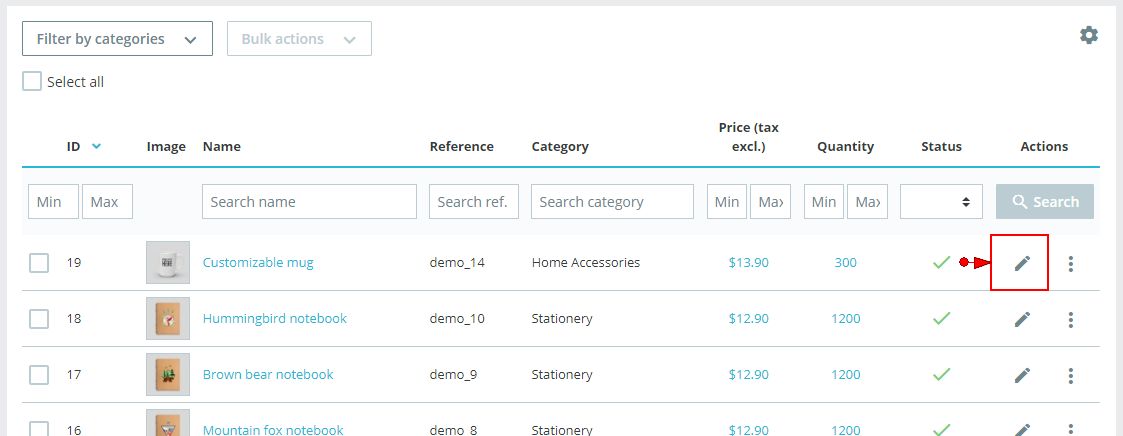 Filter by categories
Bulk actions
Select all
ID Image Name Reference Category Price (tax excl.) Quantity Status Actions
Min Max Search name Search ref. Search category Min Max Min Max Search
19 Customizable mug demo_14 Home Accessories $13.90 300
18 Hummingbird notebook demo_10 Stationery $12.90 1200
17 Brown bear notebook demo_9 Stationery $12.90 1200
16 Mountain fox notebook demo_8 Stationery $12.90 1200